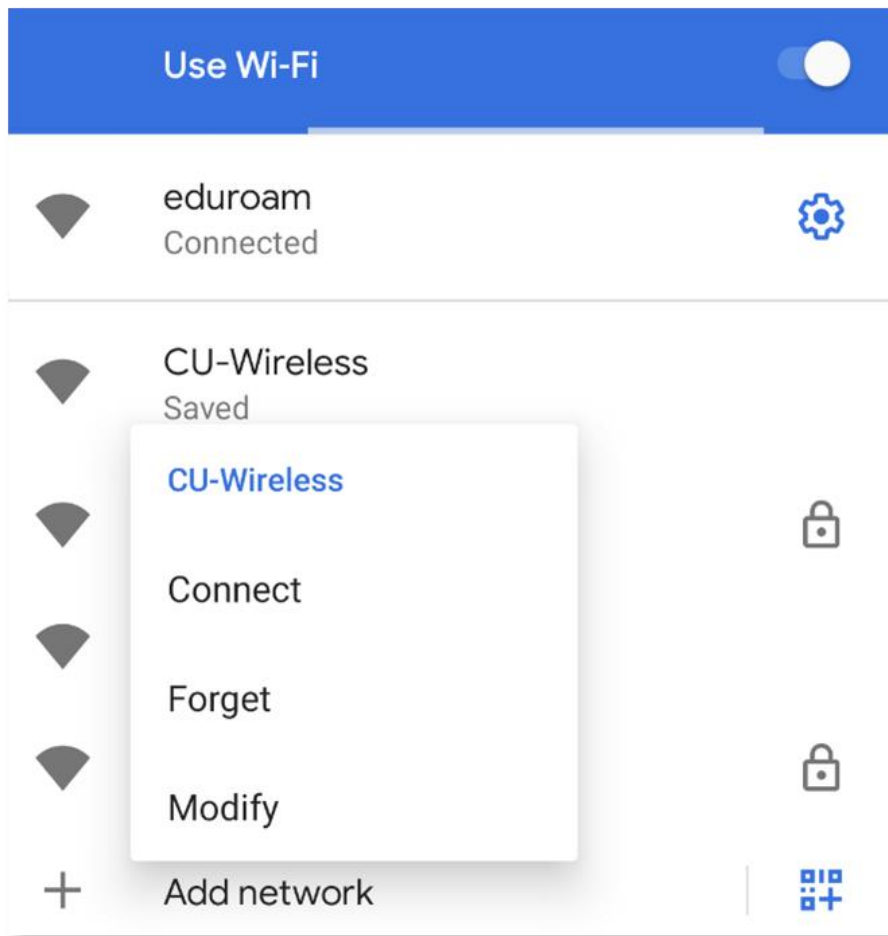 Use Wi-Fi
eduroam
Connected
CU-Wireless
Saved
CU-Wireless
Connect
Forget
Modify
Add network